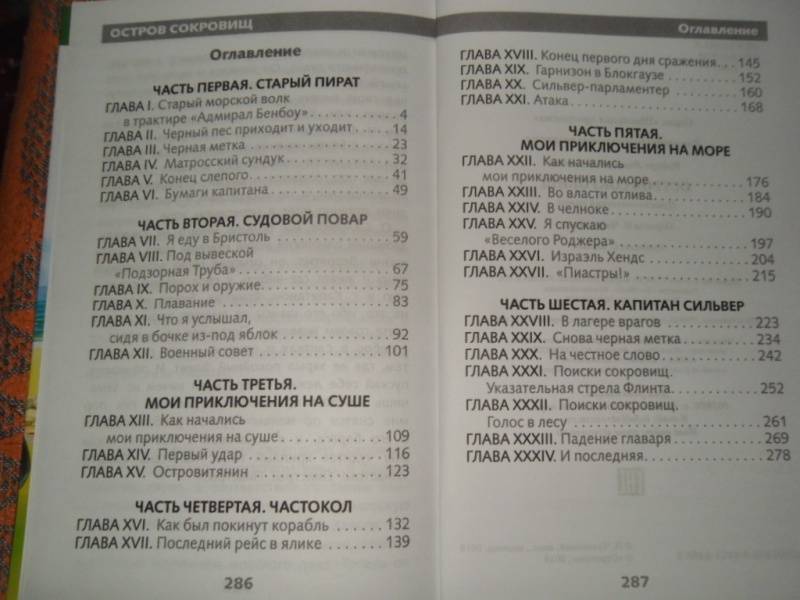 ОСТРОВ СОКРОВИЩ
Оглавление
ЧАСТЬ ПЕРВАЯ. СТАРЫЙ ПИРАТ
ГЛАВА I. Старый морской волк
в трактире «Адмирал Бенбоу» . . . . . . . . . . . . 4
ГЛАВА II. Черный пес приходит и уходит . . . . . 14
ГЛАВА III. Черная метка . . . . . . . . . . . . . . . . . . . . 23
ГЛАВА IV. Матросский сундук . . . . . . . . . . . . . . . 32
ГЛАВА V. Конец слепого. . . . . . . . . . . . . . . . . . . . 41
ГЛАВА VI. Бумаги капитана . . . . . . . . . . . . . . . . . 49
ЧАСТЬ ВТОРАЯ. СУДОВОЙ ПОВАР
ГЛАВА VII. Я еду в Бристоль . . . . . . . . . . . . . . . . 59
ГЛАВА VIII. Под вывеской
«Подзорная Труба» . . . . . . . . . . . . . . . . . . . . . . 67
ГЛАВА IX. Порох и оружие. . . . . . . . . . . . . . . . . . 75
ГЛАВА X. Плавание . . . . . . . . . . . . . . . . . . . . . . . 83
ГЛАВА XI. Что я услышал,
сидя в бочке из-под яблок . . . . . . . . . . . . . . . 92
ГЛАВА XII. Военный совет . . . . . . . . . . . . . . . . . 101
ЧАСТЬ ТРЕТЬЯ.
МОИ ПРИКЛЮЧЕНИЯ НА СУШЕ
ГЛАВА XIII. Как начались
мои приключения на суше . . . . . . . . . . . . . . 109
ГЛАВА XIV. Первый удар . . . . . . . . . . . . . . . . . . 116
ГЛАВА XV. Островитянин . . . . . . . . . . . . . . . . . . 123
ЧАСТЬ ЧЕТВЕРТАЯ. ЧАСТОКОЛ
ГЛАВА XVI. Как был покинут корабль . . . . . . . 132
ГЛАВА XVII. Последний рейс в ялике . . . . . . . . 139
286
Оглавление
ГЛАВА XVIII. Конец первого дня сражения. . . 145
ГЛАВА XIX. Гарнизон в Блокгаузе . . . . . . . . . . 152
ГЛАВА XX. Сильвер-парламентер . . . . . . . . . . 160
ГЛАВА XXI. Атака . . . . . . . . . . . . . . . . . . . . . . . . 168
ЧАСТЬ ПЯТАЯ.
МОИ ПРИКЛЮЧЕНИЯ НА МОРЕ
ГЛАВА XXII. Как начались
мои приключения на море . . . . . . . . . . . . . . 176
ГЛАВА XXIII. Во власти отлива. . . . . . . . . . . . . . 184
ГЛАВА XXIV. В челноке . . . . . . . . . . . . . . . . . . . . 190
ГЛАВА XXV. Я спускаю
«Веселого Роджера» . . . . . . . . . . . . . . . . . . . . 197
ГЛАВА XXVI. Израэль Хендс . . . . . . . . . . . . . . . 204
ГЛАВА XXVII. «Пиастры!» . . . . . . . . . . . . . . . . . 215
ЧАСТЬ ШЕСТАЯ. КАПИТАН СИЛЬВЕР
ГЛАВА XXVIII. В лагере врагов . . . . . . . . . . . . . 223
ГЛАВА XXIX. Снова черная метка . . . . . . . . . . . 234
ГЛАВА XXX. На честное слово . . . . . . . . . . . . . 242
ГЛАВА XXXI. Поиски сокровищ.
Указательная стрела Флинта. . . . . . . . . . . . . 252
ГЛАВА XXXII. Поиски сокровищ.
Голос в лесу . . . . . . . . . . . . . . . . . . . . . . . . . . 261
ГЛАВА XXXIII. Падение главаря . . . . . . . . . . . . 269
ГЛАВА XXXIV. И последняя. . . . . . . . . . . . . . . . 278
287